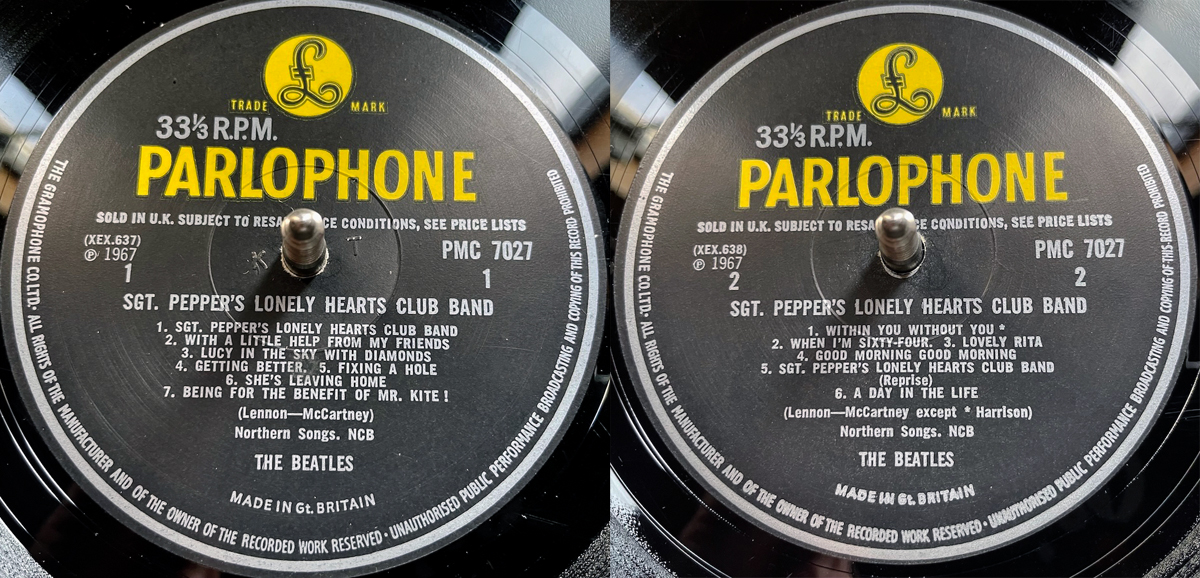 £
TRADE MARK
33⅓ R.P.M.
PARLOPHONE
SOLD IN U.K. SUBJECT TO RESA CE CONDITIONS, SEE PRICE LISTS
(XEX.637)
℗ 1967
1
PMC 7027
1
SGT. PEPPER'S LONELY HEARTS CLUB BAND
1. SGT. PEPPER'S LONELY HEARTS CLUB BAND
2. WITH A LITTLE HELP FROM MY FRIENDS
3. LUCY IN THE SKY WITH DIAMONDS
4. GETTING BETTER. 5. FIXING A HOLE
6. SHE'S LEAVING HOME
7. BEING FOR THE BENEFIT OF MR. KITE !
(Lennon—McCartney)
Northern Songs. NCB
THE BEATLES
MADE IN Gt. BRITAIN
THE GRAMOPHONE CO. LTD. · ALL RIGHTS OF THE MANUFACTURER AND OF THE OWNER OF THE RECORDED WORK RESERVED · UNAUTHORISED PUBLIC PERFORMANCE BROADCASTING AND COPYING OF THIS RECORD PROHIBITED
£
TRADE MARK
33⅓ R.P.M.
PARLOPHONE
SOLD IN U.K. SUBJECT TO RESA CE CONDITIONS, SEE PRICE LISTS
(XEX.638)
℗ 1967
2
PMC 7027
2
SGT. PEPPER'S LONELY HEARTS CLUB BAND
1. WITHIN YOU WITHOUT YOU *
2. WHEN I'M SIXTY-FOUR. 3. LOVELY RITA
4. GOOD MORNING GOOD MORNING
5. SGT. PEPPER'S LONELY HEARTS CLUB BAND
(Reprise)
6. A DAY IN THE LIFE
(Lennon—McCartney except * Harrison)
Northern Songs. NCB
THE BEATLES
MADE IN Gt. BRITAIN
THE GRAMOPHONE CO. LTD. · ALL RIGHTS OF THE MANUFACTURER AND OF THE OWNER OF THE RECORDED WORK RESERVED · UNAUTHORISED PUBLIC PERFORMANCE BROADCASTING AND COPYING OF THIS RECORD PROHIBITED